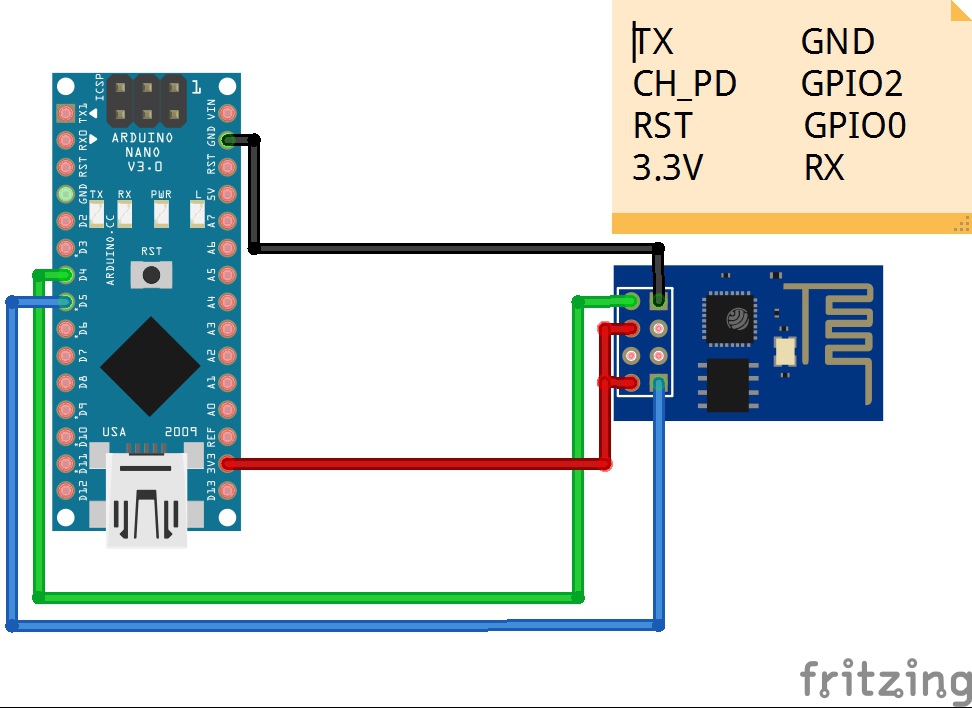 TX GND
CH_PD GPIO2
RST GPIO0
3.3V RX
ICSP
1
TX1
RX0
RST
GND
D2
D3
D4
D5
D6
D7
D8
D9
D10
D11
D12
ARDUINO
NANO
V3.0
TX RX PWR L
ARDUINO.CC
RST
USA 2009
VIN
GND
RST
5V
A7
A6
A5
A4
A3
A2
A1
A0
REF
3V3
D13
fritzing